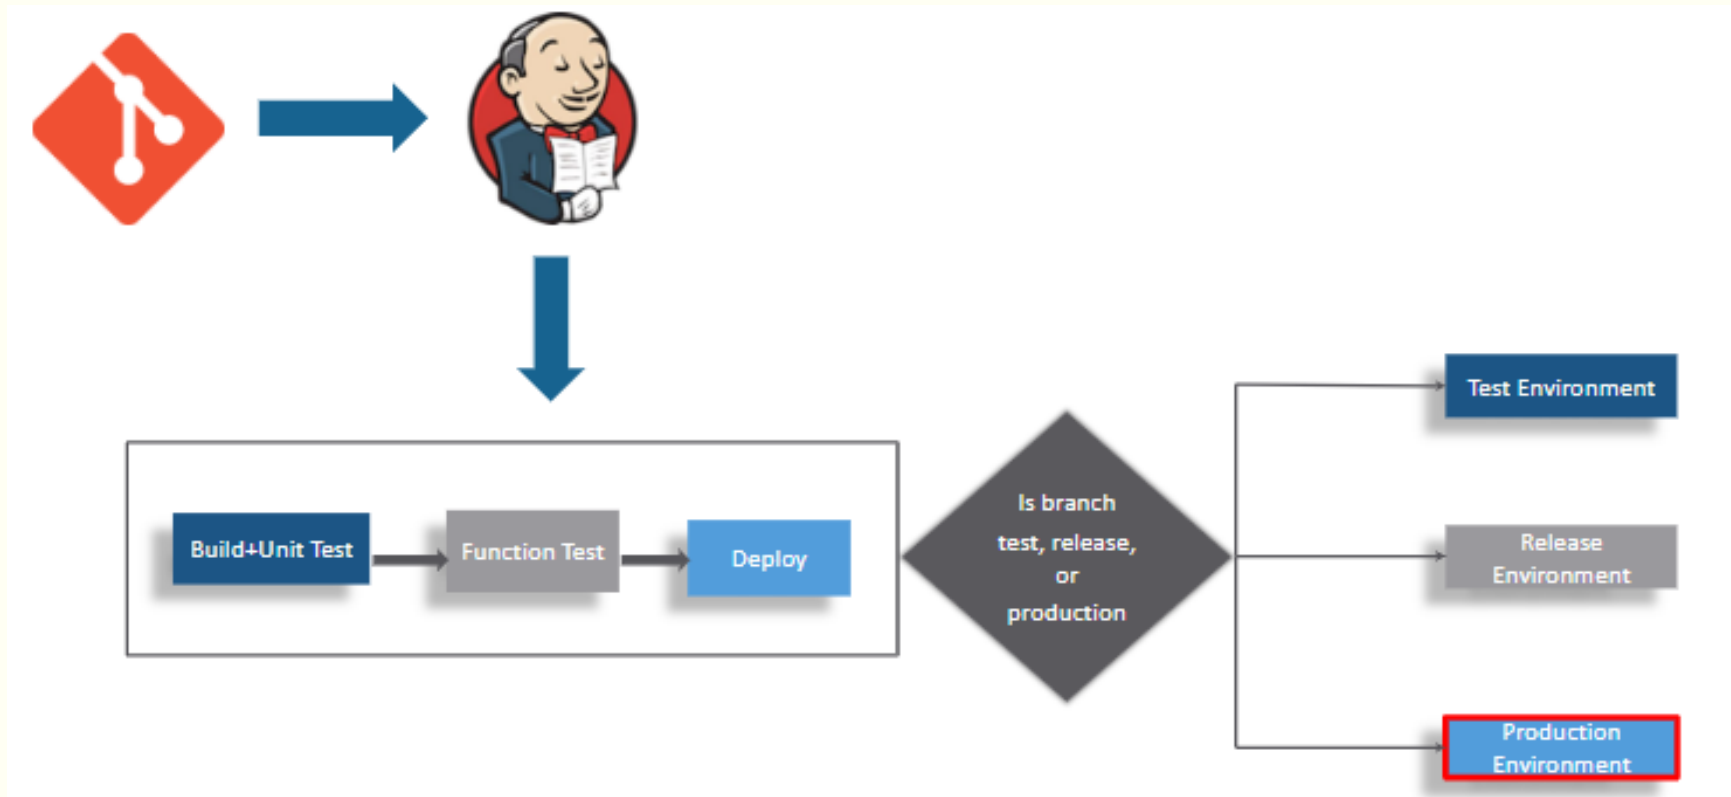 Build+Unit Test
Function Test
Deploy
Is branch
test, release,
or
production
Test Environment
Release
Environment
Production
Environment